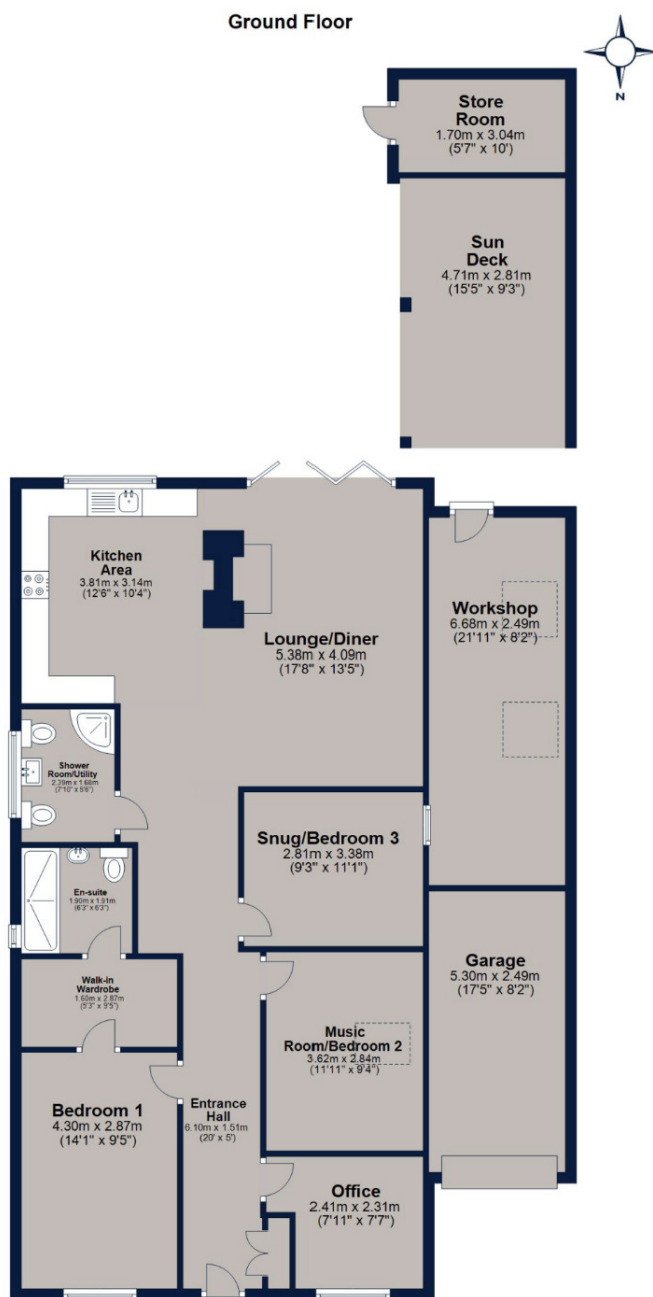 Ground Floor
N
Store
Room
1.70m x 3.04m
(5'7" x 10')
Sun
Deck
4.71m x 2.81m
(15'5" x 9'3")
Kitchen
Area
3.81m x 3.14m
(12'6" x 10'4")
Lounge/Diner
5.38m x 4.09m
(17'8" x 13'5")
Workshop
6.68m x 2.49m
(21'11" x 8'2")
Shower
Room/Utility
2.39m x 1.68m
(7'10" x 5'6")
Snug/Bedroom 3
2.81m x 3.38m
(9'3" x 11'1")
En-suite
1.90m x 1.91m
(6'3" x 6'3")
Walk-in
Wardrobe
1.60m x 2.87m
(5'3" x 9'5")
Garage
5.30m x 2.49m
(17'5" x 8'2")
Music
Room/Bedroom 2
3.62m x 2.84m
(11'11" x 9'4")
Bedroom 1
4.30m x 2.87m
(14'1" x 9'5")
Entrance
Hall
6.10m x 1.51m
(20' x 5')
Office
2.41m x 2.31m
(7'11" x 7'7")